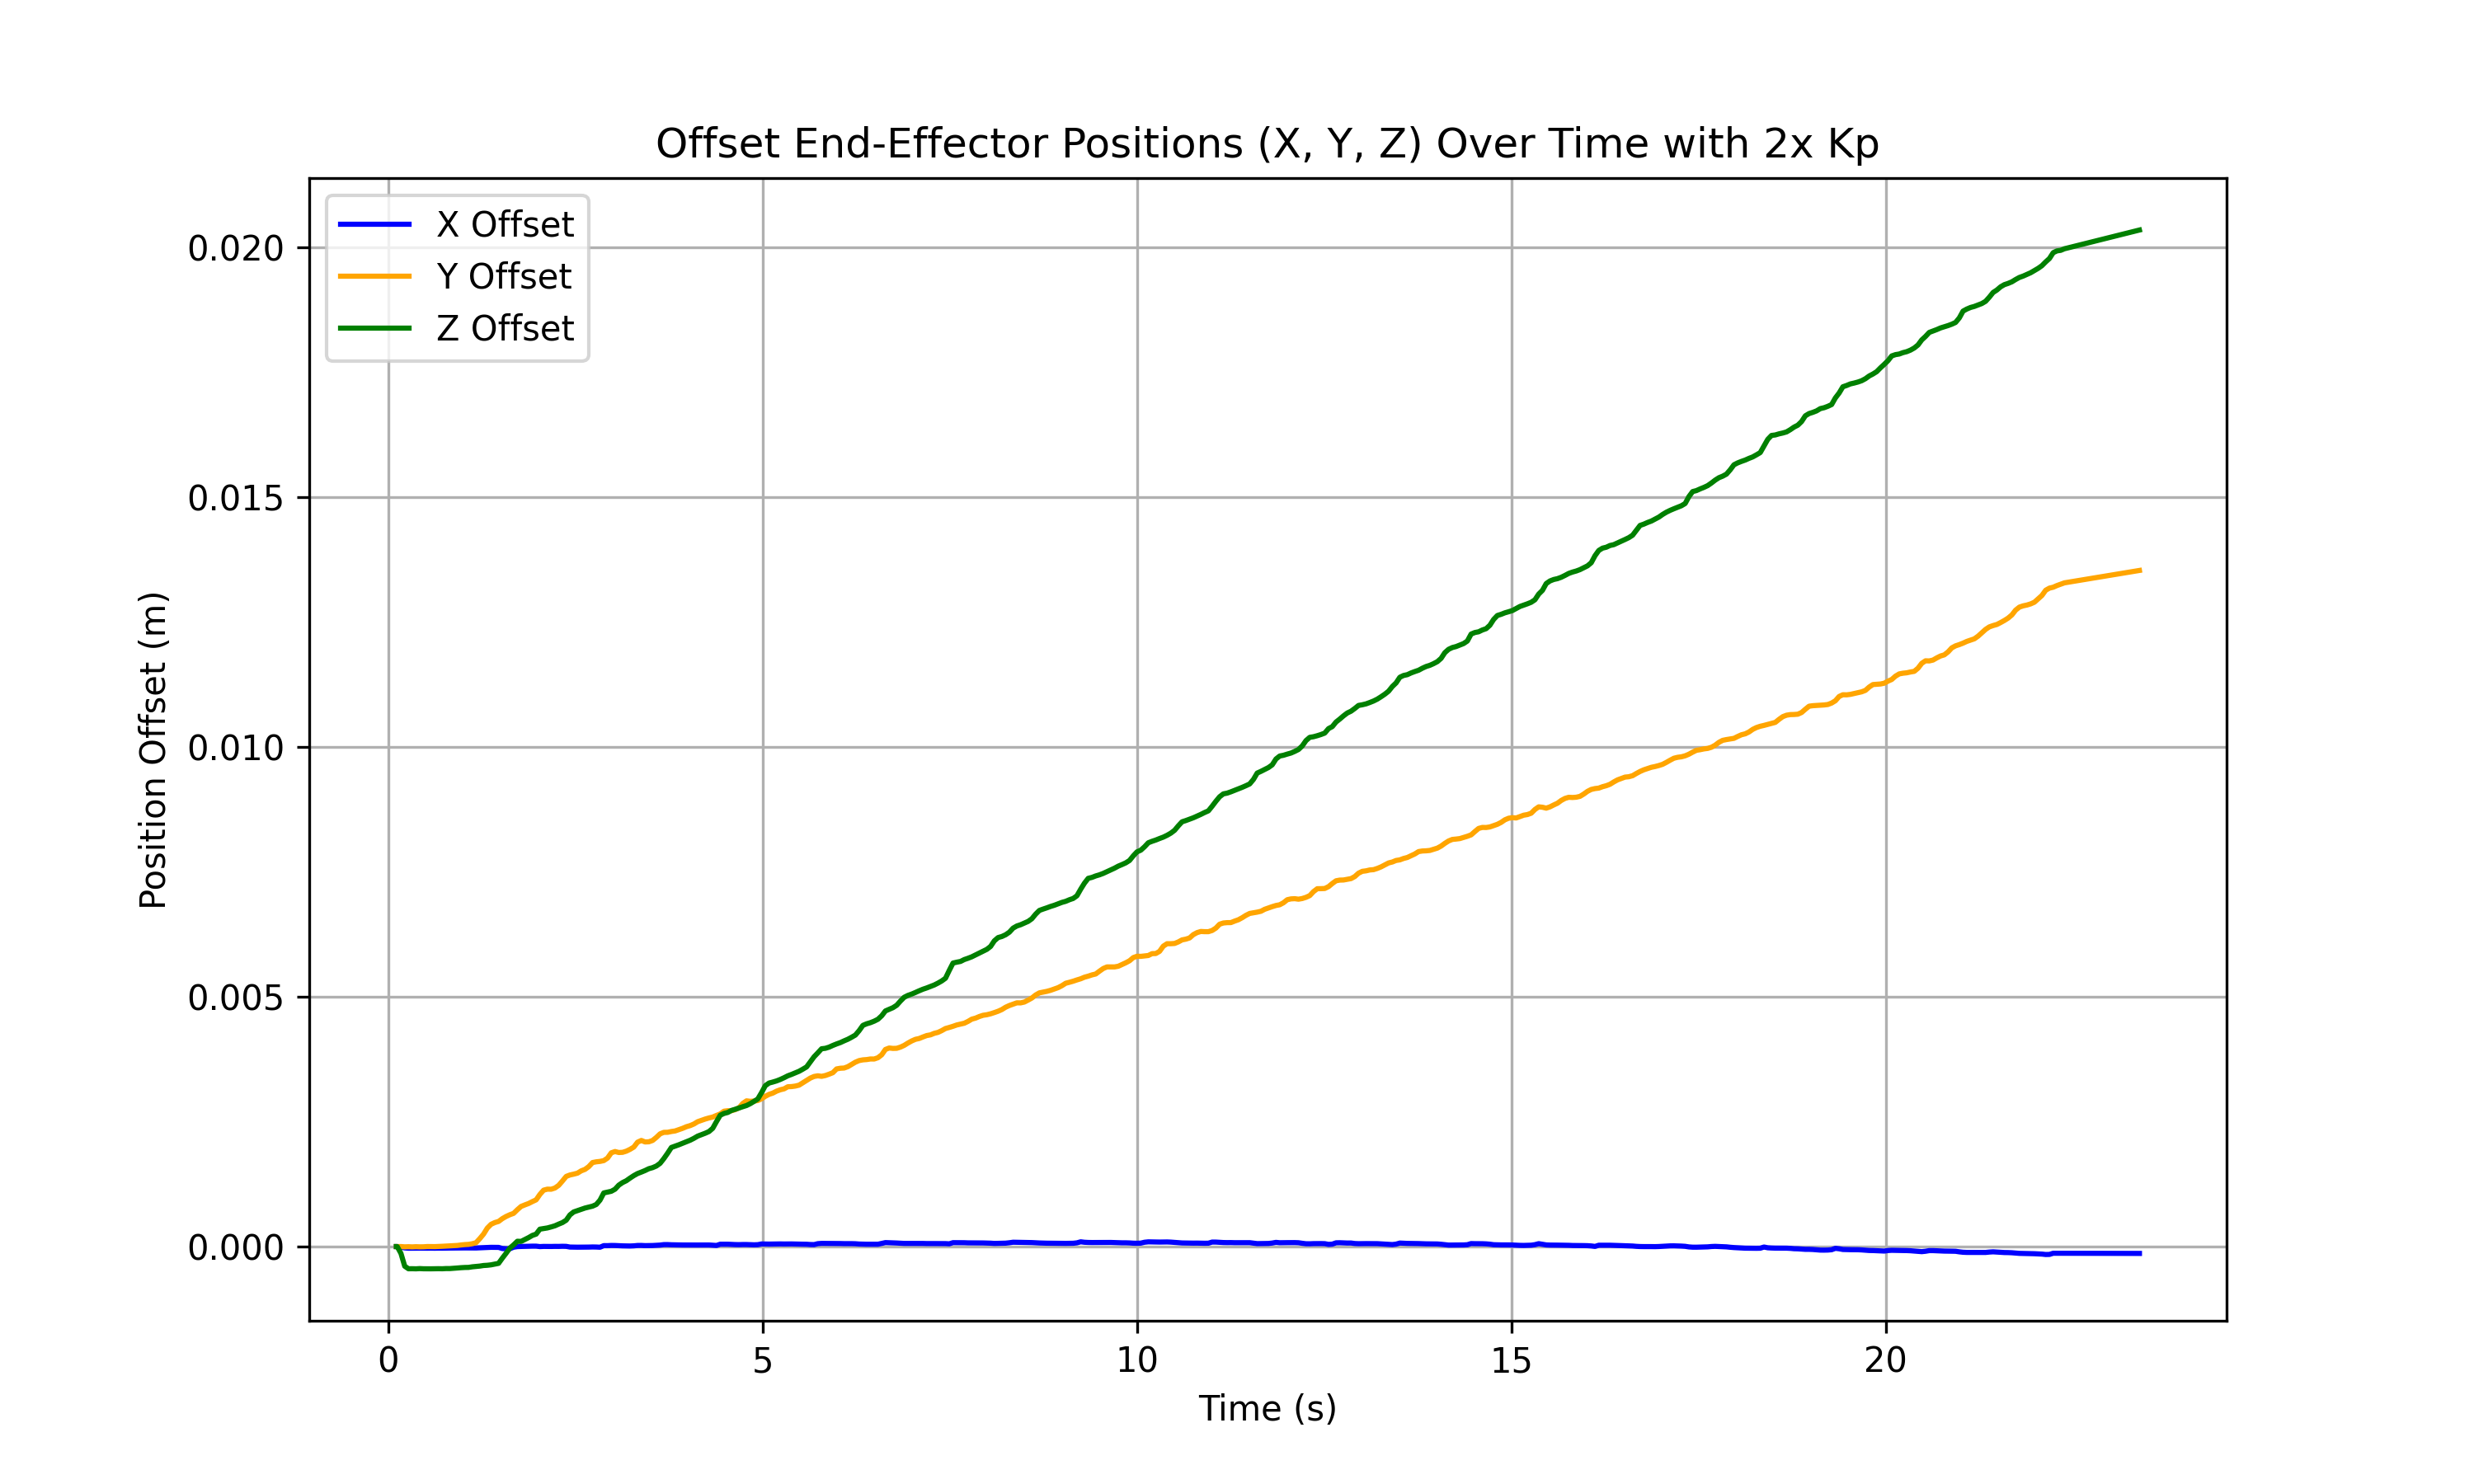 Offset End-Effector Positions (X, Y, Z) Over Time with 2x Kp
X Offset
Y Offset
Z Offset
0.020
0.015
0.010
0.005
0.000
Position Offset (m)
0 5 10 15 20
Time (s)